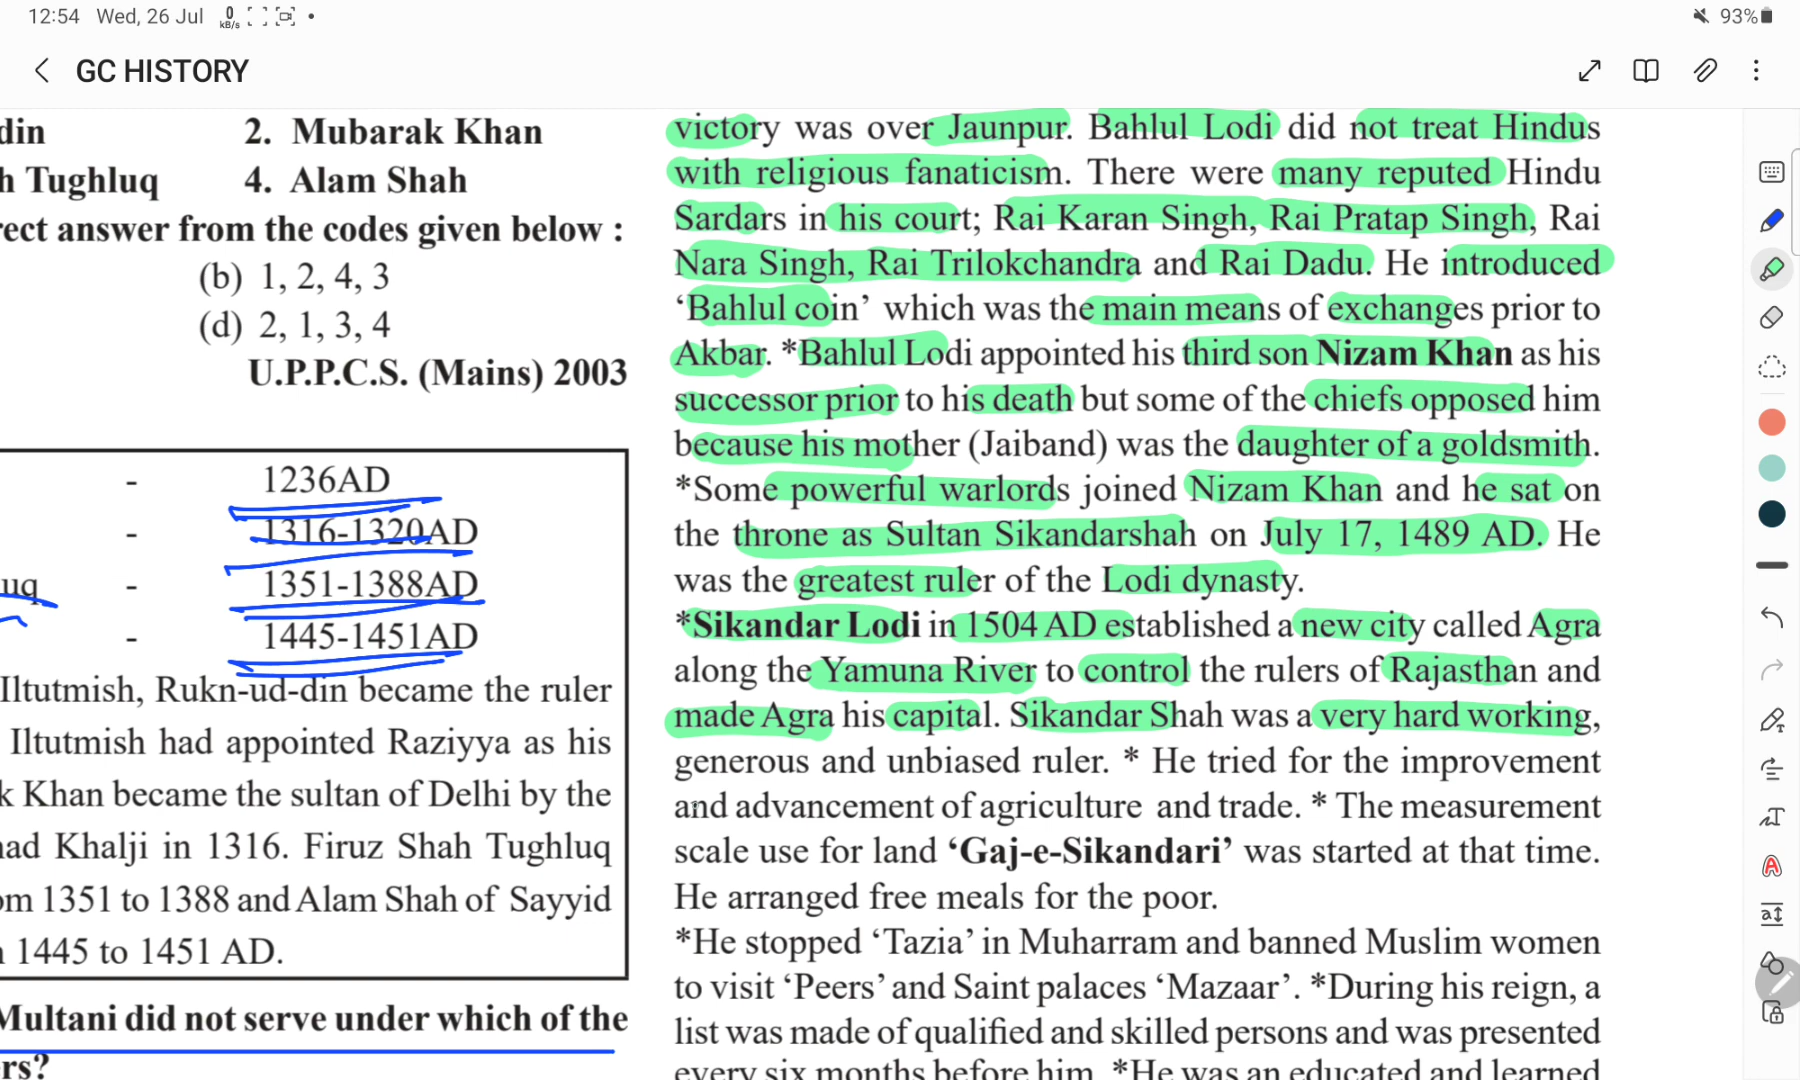 12:54 Wed, 26 Jul 0 kB/s
93%
GC HISTORY
din 2. Mubarak Khan
h Tughluq 4. Alam Shah
rect answer from the codes given below :
(b) 1, 2, 4, 3
(d) 2, 1, 3, 4
U.P.P.C.S. (Mains) 2003
- 1236AD
- 1316-1320AD
uq - 1351-1388AD
- 1445-1451AD
Iltutmish, Rukn-ud-din became the ruler
Iltutmish had appointed Raziyya as his
k Khan became the sultan of Delhi by the
had Khalji in 1316. Firuz Shah Tughluq
om 1351 to 1388 and Alam Shah of Sayyid
1445 to 1451 AD.
Multani did not serve under which of the
ers?
victory was over Jaunpur. Bahlul Lodi did not treat Hindus
with religious fanaticism. There were many reputed Hindu
Sardars in his court; Rai Karan Singh, Rai Pratap Singh, Rai
Nara Singh, Rai Trilokchandra and Rai Dadu. He introduced
‘Bahlul coin’ which was the main means of exchanges prior to
Akbar. *Bahlul Lodi appointed his third son Nizam Khan as his
successor prior to his death but some of the chiefs opposed him
because his mother (Jaiband) was the daughter of a goldsmith.
*Some powerful warlords joined Nizam Khan and he sat on
the throne as Sultan Sikandarshah on July 17, 1489 AD. He
was the greatest ruler of the Lodi dynasty.
*Sikandar Lodi in 1504 AD established a new city called Agra
along the Yamuna River to control the rulers of Rajasthan and
made Agra his capital. Sikandar Shah was a very hard working,
generous and unbiased ruler. * He tried for the improvement
and advancement of agriculture and trade. * The measurement
scale use for land ‘Gaj-e-Sikandari’ was started at that time.
He arranged free meals for the poor.
*He stopped ‘Tazia’ in Muharram and banned Muslim women
to visit ‘Peers’ and Saint palaces ‘Mazaar’. *During his reign, a
list was made of qualified and skilled persons and was presented
every six months before him. *He was an educated and learned